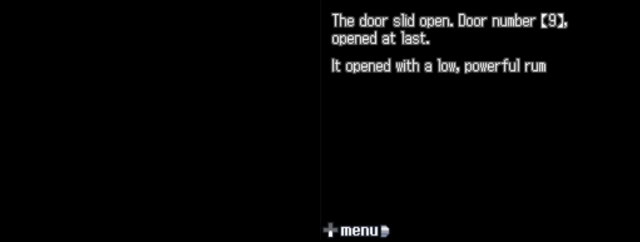 The door slid open. Door number【9】,
opened at last.
It opened with a low, powerful rum
menu